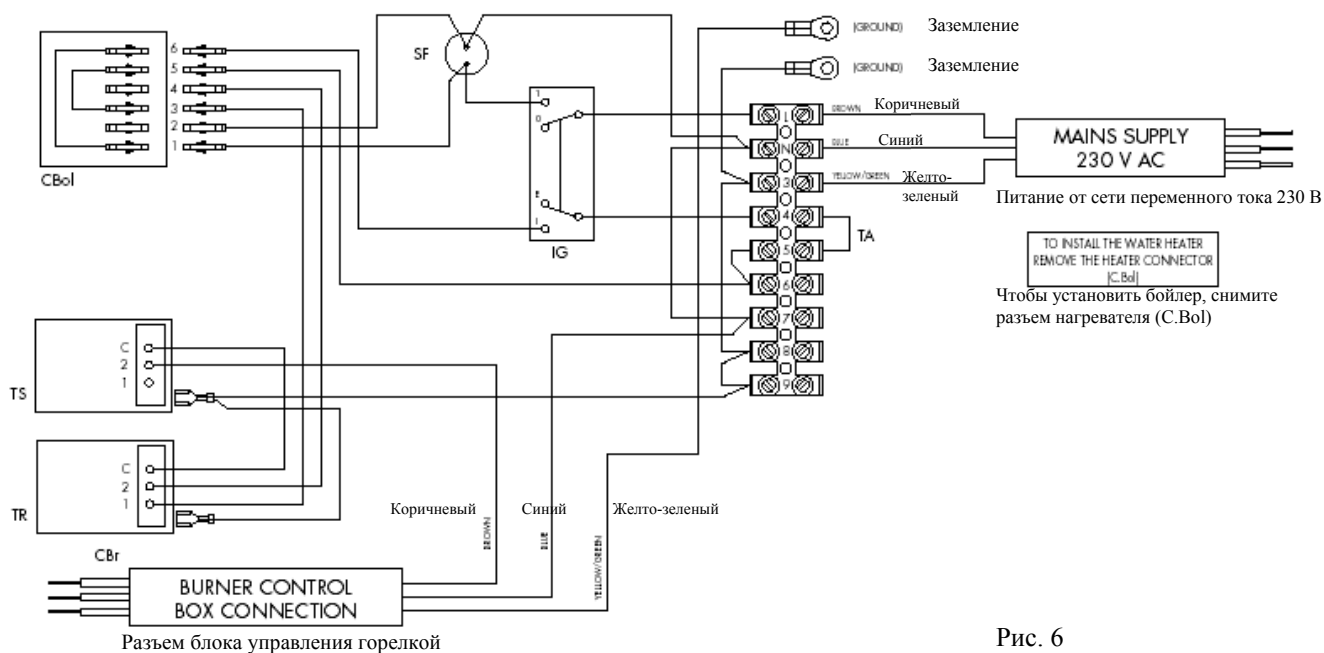 (GROUND) Заземление
SF
(GROUND) Заземление
6
5
4
3
2
1
CBol
1
0
L
BROWN Коричневый
N
BLUE Синий
3
YELLOW/GREEN Желто-
зеленый
MAINS SUPPLY
230 V AC
Питание от сети переменного тока 230 В
E
I
IG
4
5
TA
6
7
8
9
TO INSTALL THE WATER HEATER
REMOVE THE HEATER CONNECTOR
(C.Bol)
Чтобы установить бойлер, снимите
разъем нагревателя (C.Bol)
C
2
1
TS
C
2
1
TR
Коричневый
BROWN
Синий
BLUE
Желто-зеленый
YELLOW/GREEN
CBr
BURNER CONTROL
BOX CONNECTION
Разъем блока управления горелкой
Рис. 6